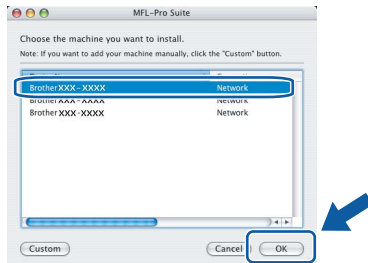 MFL-Pro Suite
Choose the machine you want to install.
Note: If you want to add your machine manually, click the "Custom" button.
Brother XXX-XXXX Network
Brother XXX-XXXX Network
Brother XXX-XXXX Network
Custom Cancel OK